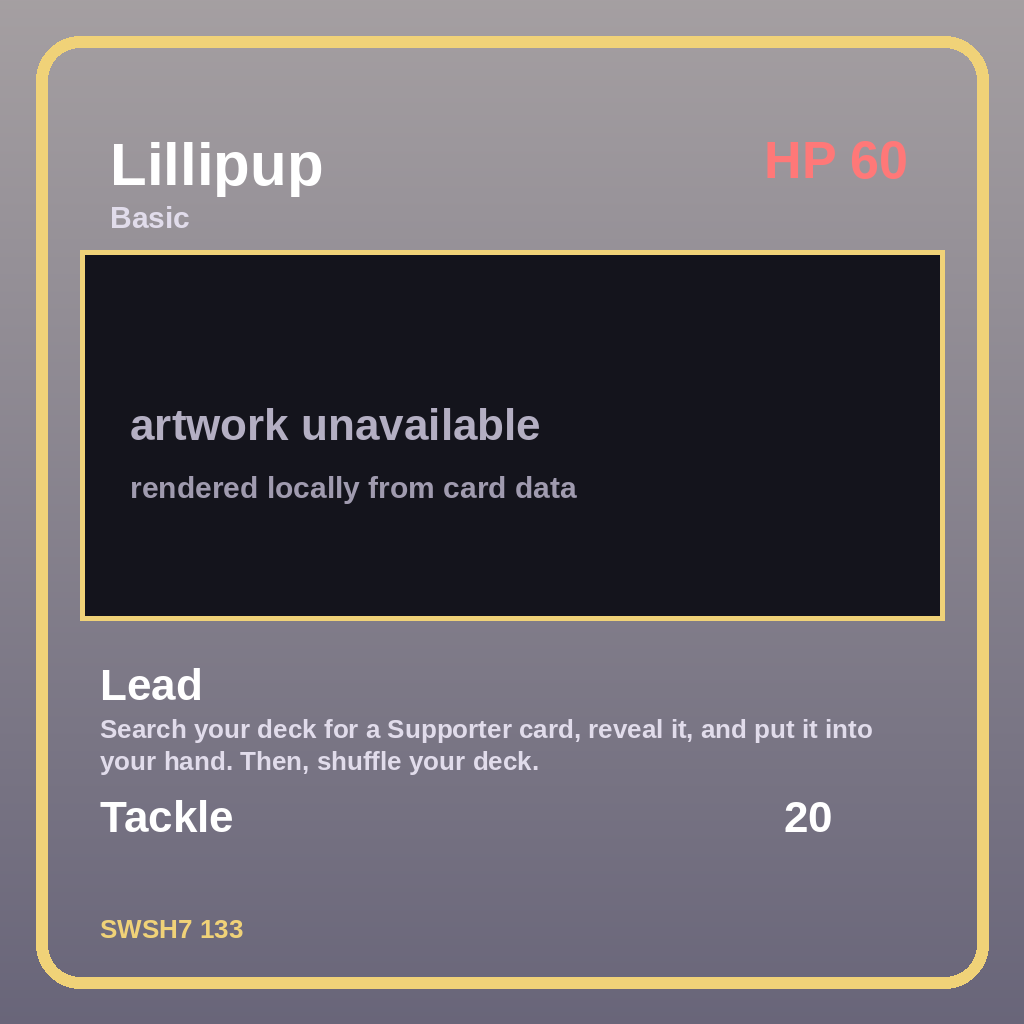 Lillipup
HP 60
Basic
artwork unavailable
rendered locally from card data
Lead
Search your deck for a Supporter card, reveal it, and put it into
your hand. Then, shuffle your deck.
Tackle 20
SWSH7 133